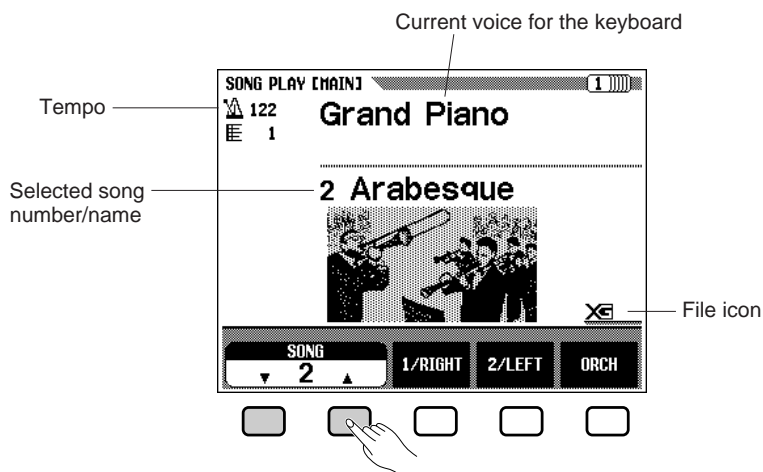 Current voice for the keyboard
SONG PLAY [MAIN]
1
Tempo
122
Grand Piano
1
Selected song
number/name
2 Arabesque
XG
File icon
SONG
▼ 2 ▲
1/RIGHT
2/LEFT
ORCH